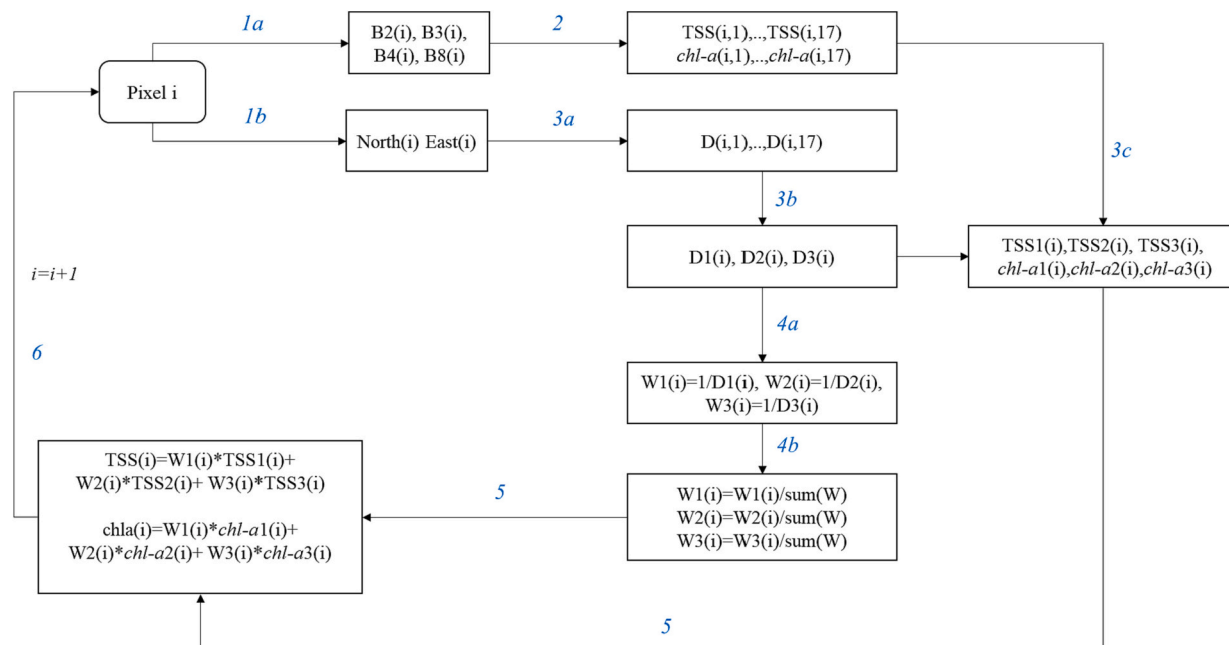 1a
B2(i), B3(i),
B4(i), B8(i)
2
TSS(i,1),..,TSS(i,17)
chl-a(i,1),..,chl-a(i,17)
Pixel i
1b
North(i) East(i)
3a
D(i,1),..,D(i,17)
3c
3b
D1(i), D2(i), D3(i)
TSS1(i),TSS2(i), TSS3(i),
chl-a1(i),chl-a2(i),chl-a3(i)
i=i+1
6
4a
W1(i)=1/D1(i), W2(i)=1/D2(i),
W3(i)=1/D3(i)
4b
W1(i)=W1(i)/sum(W)
W2(i)=W2(i)/sum(W)
W3(i)=W3(i)/sum(W)
5
TSS(i)=W1(i)*TSS1(i)+
W2(i)*TSS2(i)+ W3(i)*TSS3(i)
chla(i)=W1(i)*chl-a1(i)+
W2(i)*chl-a2(i)+ W3(i)*chl-a3(i)
5